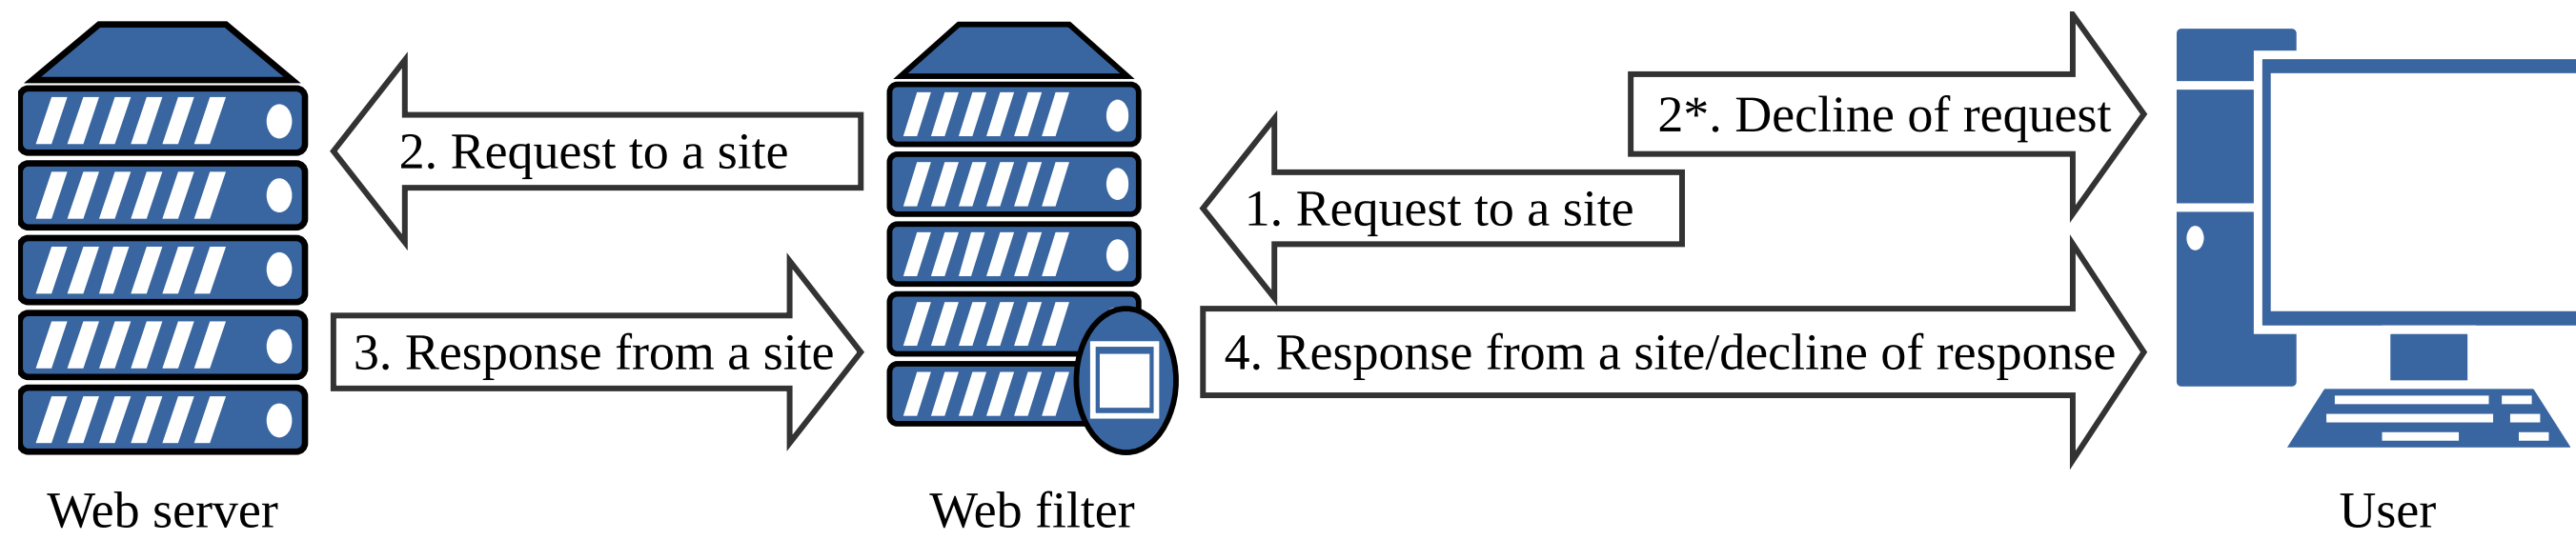 2*. Decline of request
2. Request to a site
1. Request to a site
3. Response from a site
4. Response from a site/decline of response
Web server
Web filter
User